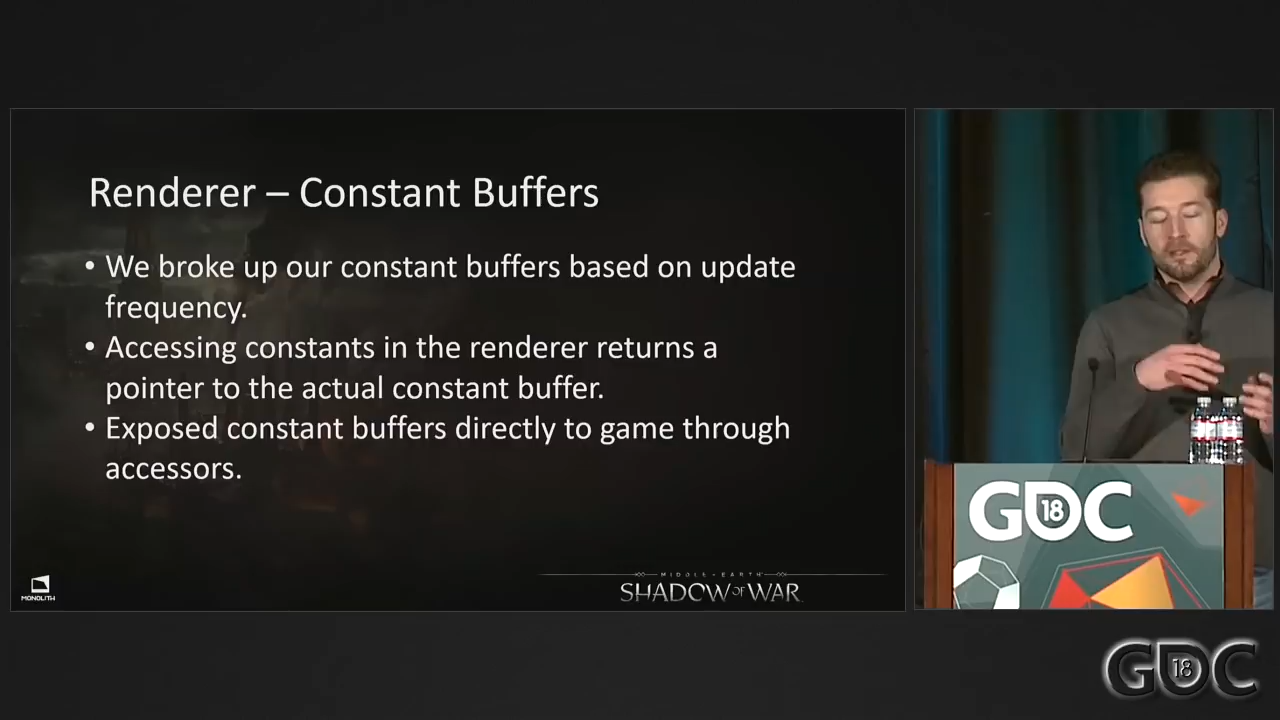 Renderer – Constant Buffers
• We broke up our constant buffers based on update
frequency.
• Accessing constants in the renderer returns a
pointer to the actual constant buffer.
• Exposed constant buffers directly to game through
accessors.
MONOLITH
MIDDLE-EARTH
SHADOW OF WAR
GDC
18
GDC
18